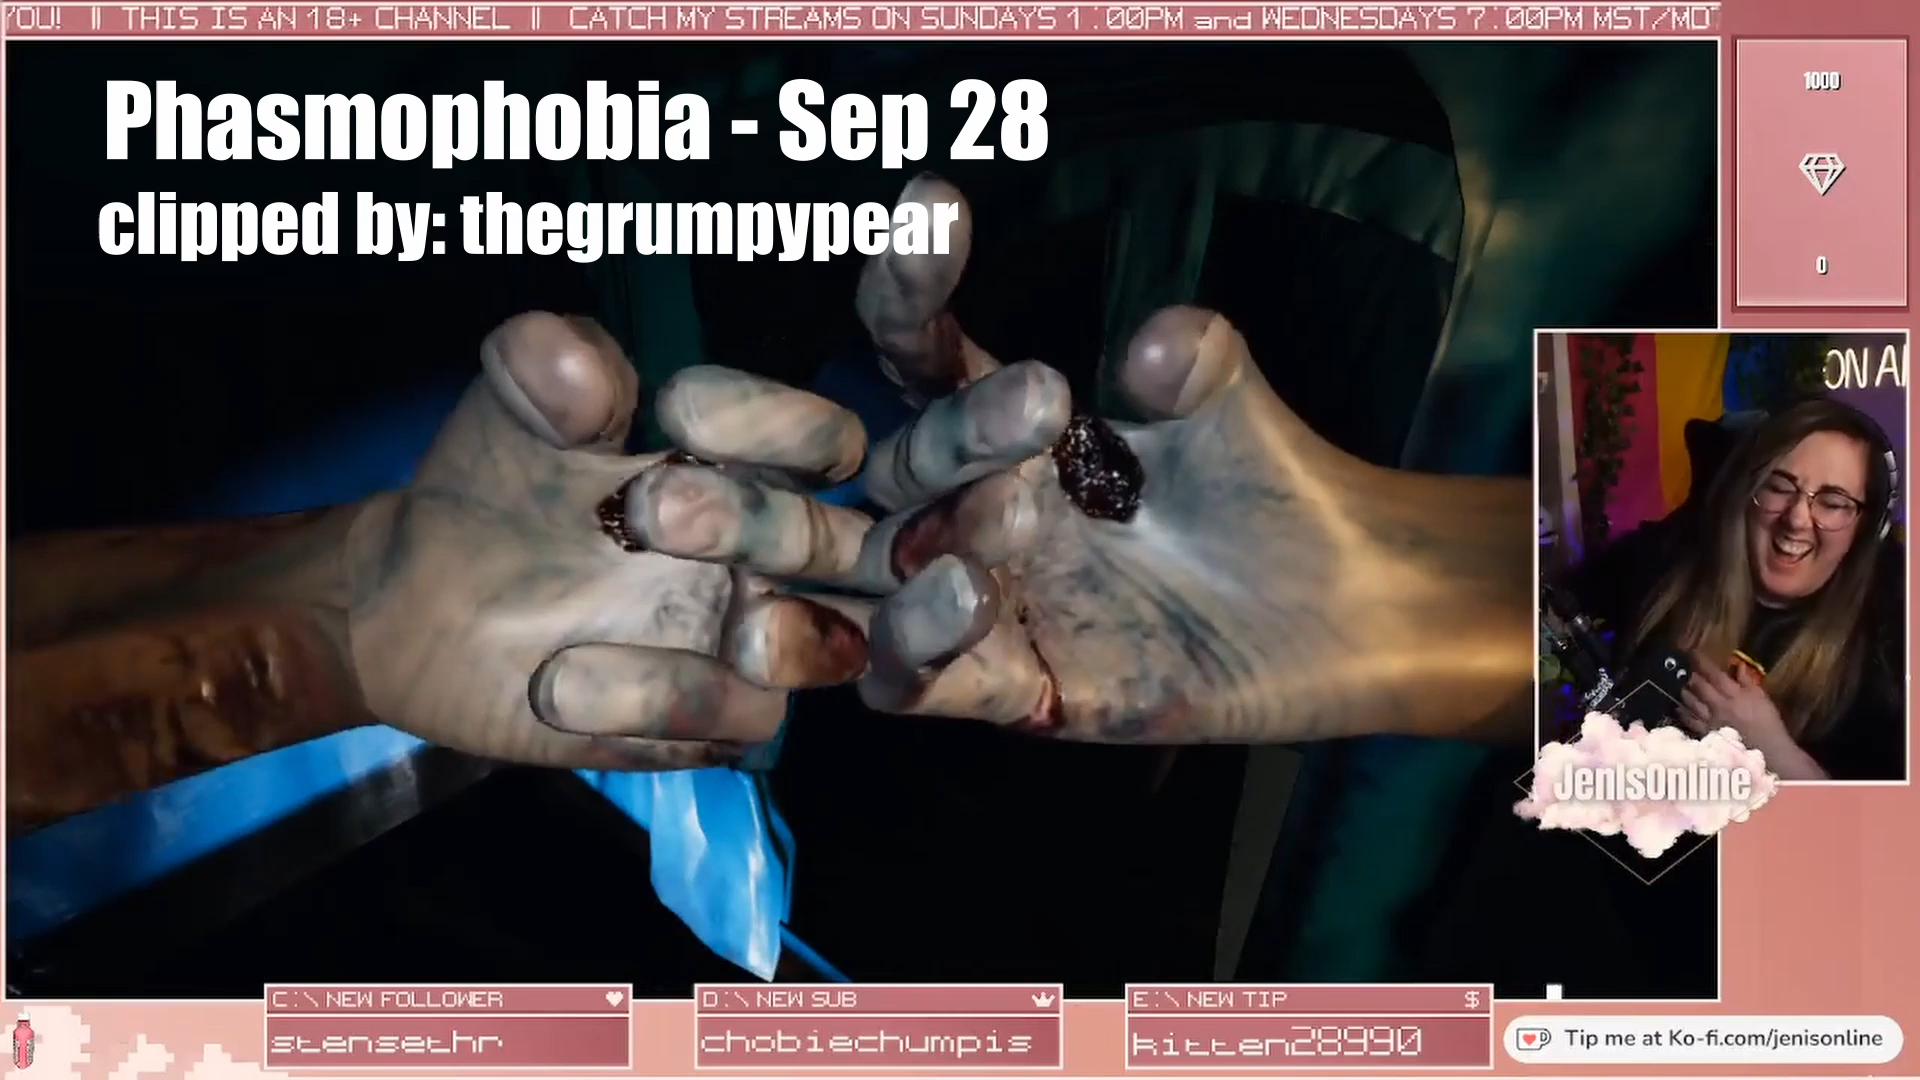 YOU! || THIS IS AN 18+ CHANNEL || CATCH MY STREAMS ON SUNDAYS 1:00PM and WEDNESDAYS 7:00PM MST/MDT
Phasmophobia - Sep 28
clipped by: thegrumpypear
1000
0
ON AI
JenIsOnline
C:\ NEW FOLLOWER
stensethr
D:\ NEW SUB
chobiechumpis
E:\ NEW TIP
$
kitten28990
Tip me at Ko-fi.com/jenisonline